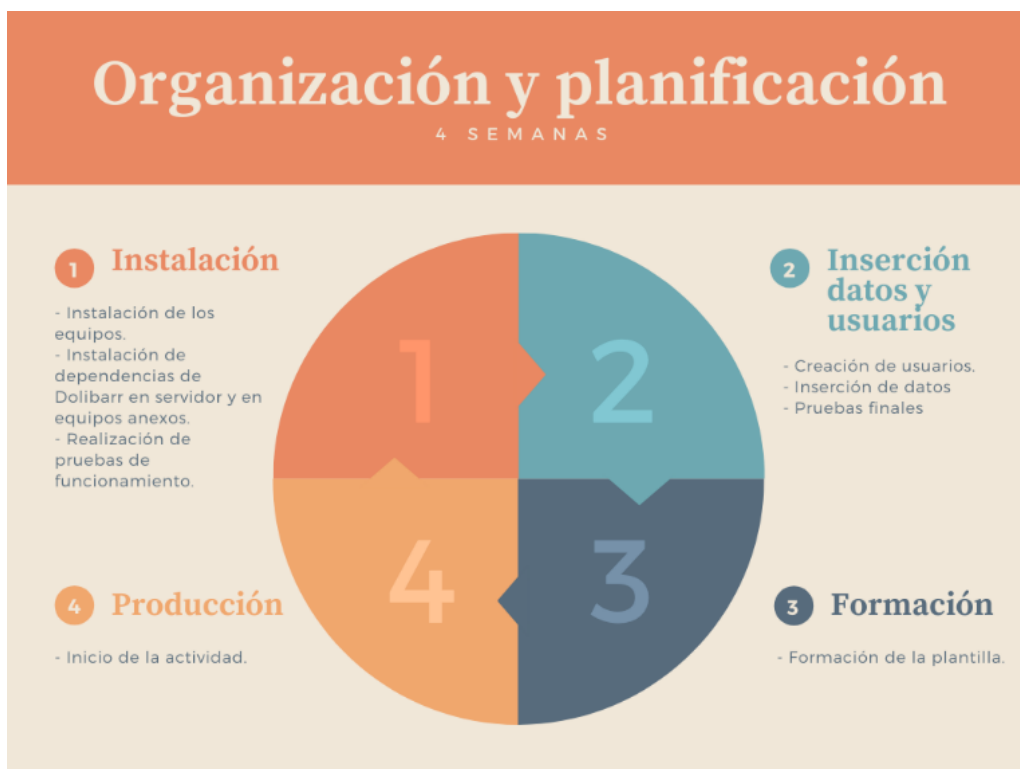 Organización y planificación
4 SEMANAS
1 Instalación
- Instalación de los
equipos.
- Instalación de
dependencias de
Dolibarr en servidor y en
equipos anexos.
- Realización de
pruebas de
funcionamiento.
2 Inserción
datos y
usuarios
- Creación de usuarios.
- Inserción de datos
- Pruebas finales
1
2
4
3
4 Producción
- Inicio de la actividad.
3 Formación
- Formación de la plantilla.